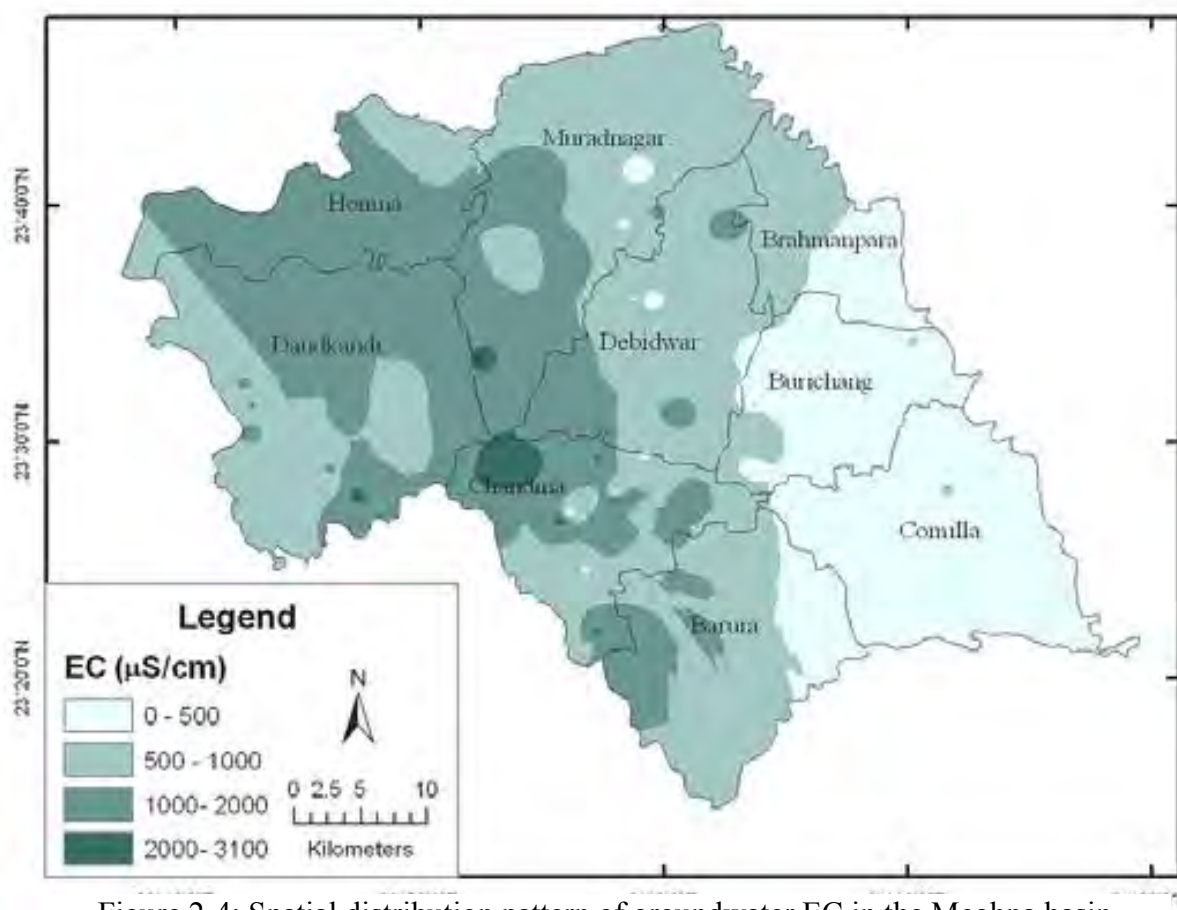 Muradnagar
Homna
Brahmanpara
Daudkandi
Debidwar
Burichang
Chandina
Comilla
Barura
23°40'0"N
23°30'0"N
23°20'0"N
Legend
EC (µS/cm)
0 - 500
500 - 1000
1000- 2000
2000- 3100
N
0 2.5 5 10
Kilometers
Figure 2.4: Spatial distribution pattern of groundwater EC in the Meghna basin